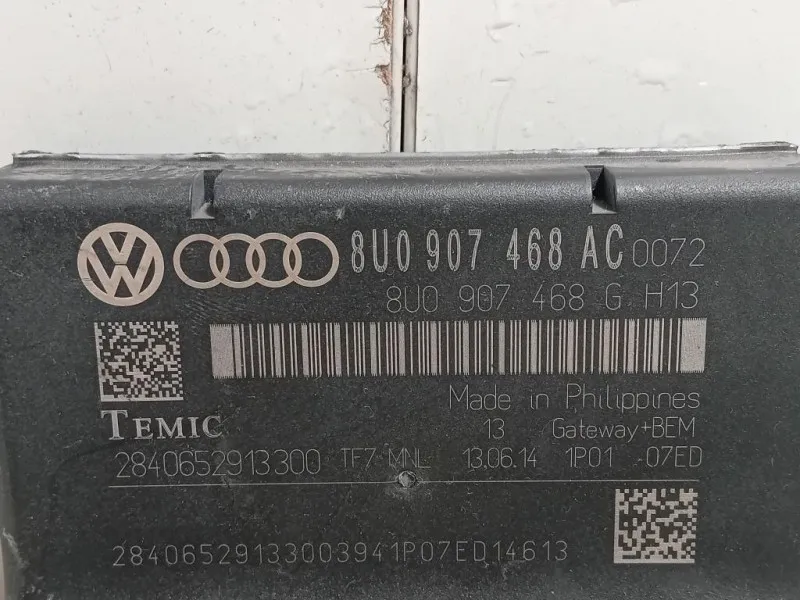 8U0 907 468 AC 0072
8U0 907 468 G H13
Made in Philippines
TEMIC 13 Gateway+BEM
2840652913300 TF7 MNL 13.06.14 1P01 -07ED
28406529133003941P07ED14613